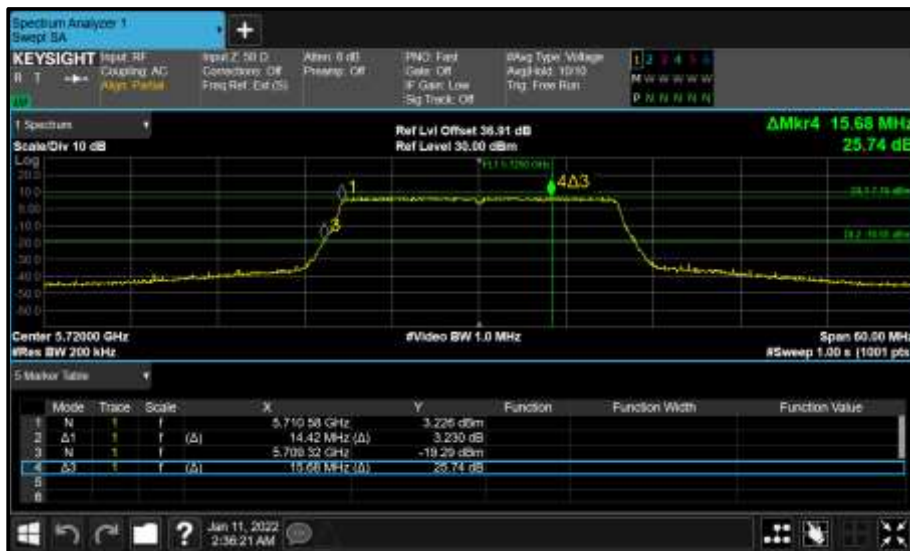 Spectrum Analyzer 1
Swept SA
+
KEYSIGHT
R T
Input: RF
Coupling: AC
Align: Partial
Input Z: 50 Ω
Corrections: Off
Freq Ref: Ext (S)
Atten: 6 dB
Preamp: Off
PNO: Fast
Gate: Off
IF Gain: Low
Sig Track: Off
#Avg Type: Voltage
Avg|Hold: 10/10
Trig: Free Run
1 2 3 4 5 6
M W W W W W
P N N N N N
1 Spectrum
Scale/Div 10 dB
Log
Ref Lvl Offset 36.91 dB
Ref Level 30.00 dBm
ΔMkr4 15.68 MHz
25.74 dB
20.0
10.0
0.00
-10.0
-20.0
-30.0
-40.0
-50.0
-60.0
1
3
4Δ3
Center 5.72000 GHz
#Res BW 200 kHz
#Video BW 1.0 MHz
Span 60.00 MHz
#Sweep 1.00 s (1001 pts
5 Marker Table
Mode Trace Scale X Y Function Function Width Function Value
1 N 1 f 5.710 58 GHz 3.226 dBm
2 Δ1 1 f (Δ) 14.42 MHz (Δ) 3.230 dB
3 N 1 f 5.709 32 GHz -19.29 dBm
4 Δ3 1 f (Δ) 15.68 MHz (Δ) 25.74 dB
5
6
?
Jan 11, 2022
2:36:21 AM